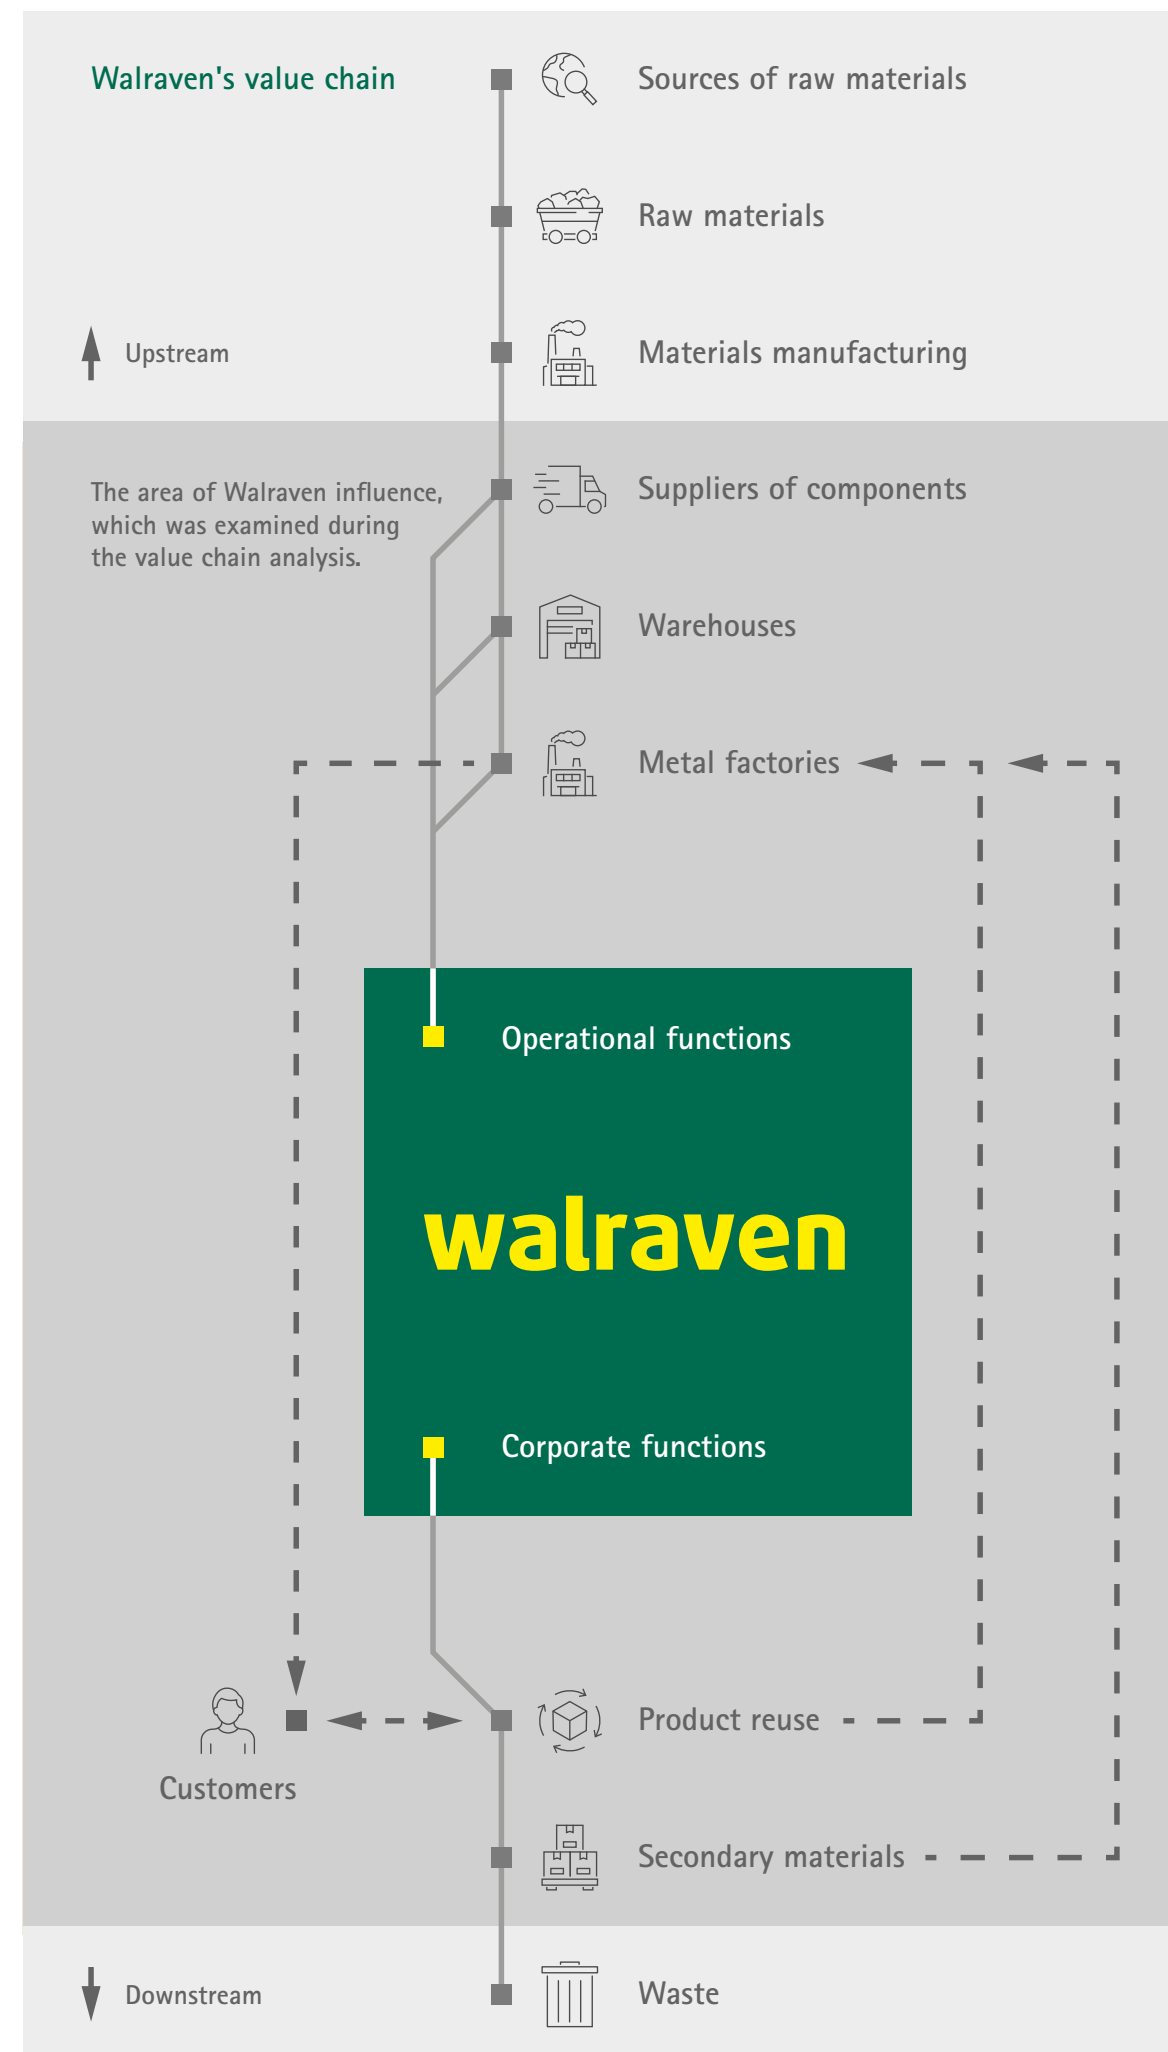 Walraven's value chain
Sources of raw materials
Raw materials
Upstream
Materials manufacturing
The area of Walraven influence,
which was examined during
the value chain analysis.
Suppliers of components
Warehouses
Metal factories
Operational functions
walraven
Corporate functions
Product reuse
Customers
Secondary materials
Downstream
Waste